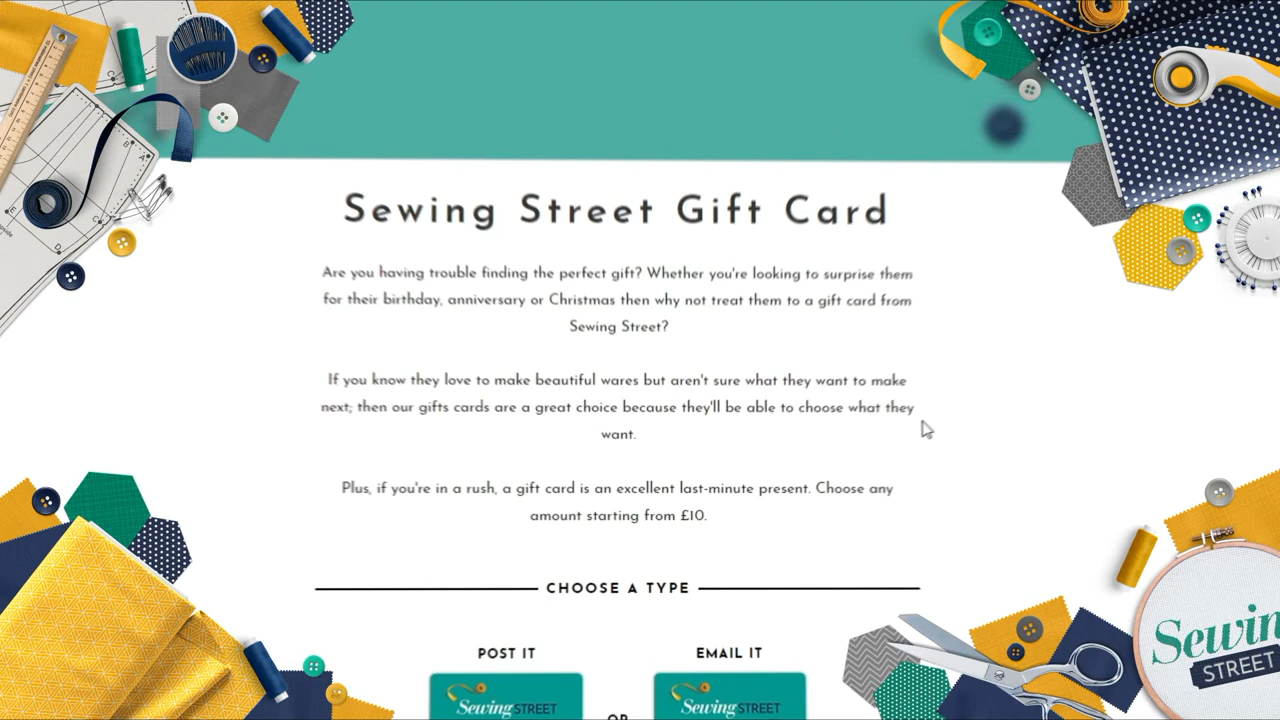 Sewing Street Gift Card
Are you having trouble finding the perfect gift? Whether you're looking to surprise them
for their birthday, anniversary or Christmas then why not treat them to a gift card from
Sewing Street?
If you know they love to make beautiful wares but aren't sure what they want to make
next; then our gifts cards are a great choice because they'll be able to choose what they
want.
Plus, if you're in a rush, a gift card is an excellent last-minute present. Choose any
amount starting from £10.
CHOOSE A TYPE
POST IT
EMAIL IT
Sewing STREET
OR
Sewing STREET
Sewin
STREET